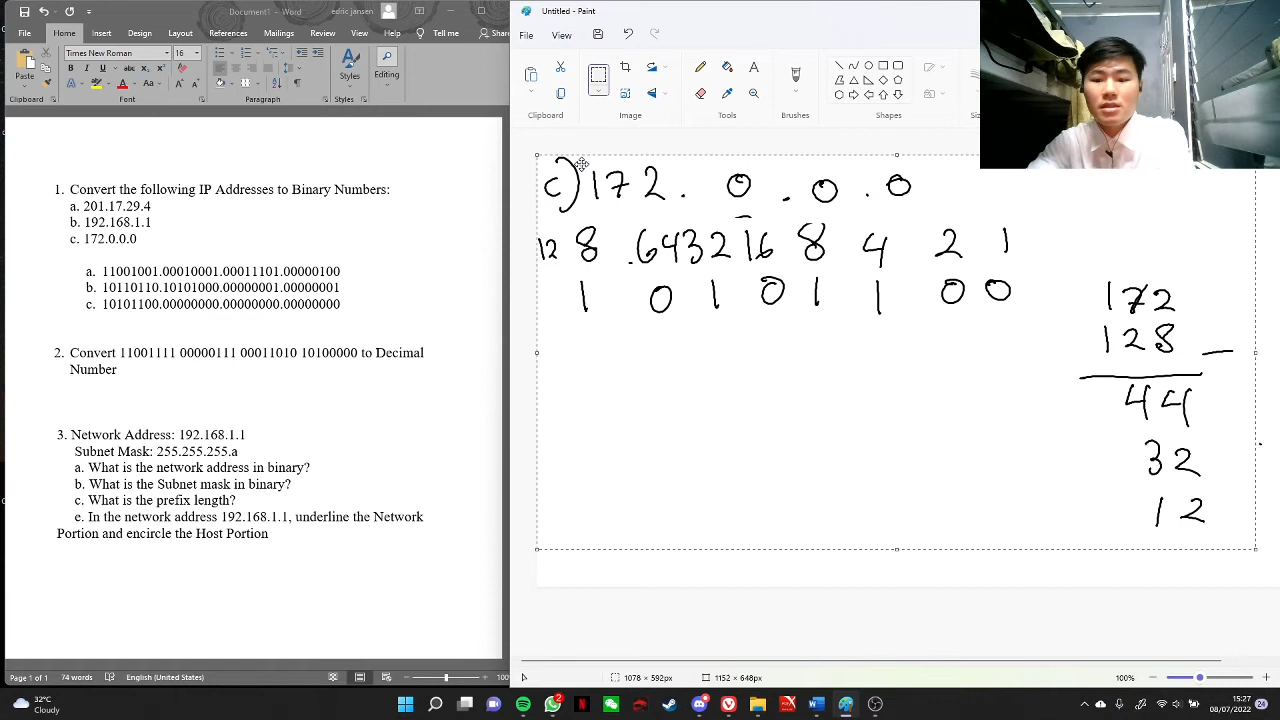 edric jansen
Untitled - Paint
File Home References Mailings Review View Help Tell me Share
File View
Times New Roman 16
Paste
Styles
Editing
Clipboard Font Paragraph Styles
Clipboard Image Tools Brushes Shapes
1. Convert the following IP Addresses to Binary Numbers:
a. 201.17.29.4
b. 192.168.1.1
c. 172.0.0.0
a. 11001001.00010001.00011101.00000100
b. 10110110.10101000.00000001.00000001
c. 10101100.00000000.00000000.00000000
2. Convert 11001111 00000111 00011010 10100000 to Decimal
Number
3. Network Address: 192.168.1.1
Subnet Mask: 255.255.255.a
a. What is the network address in binary?
b. What is the Subnet mask in binary?
c. What is the prefix length?
e. In the network address 192.168.1.1, underline the Network
Portion and encircle the Host Portion
c) 172. 0 . 0 . 0
128 64 32 16 8 4 2 1
1 0 1 0 1 1 0 0
172
128 -
44
32
12
Page 1 of 1 74 words English (United States)
1078 × 592px 1152 × 648px 100%
32°C
Cloudy
15:27
08/07/2022